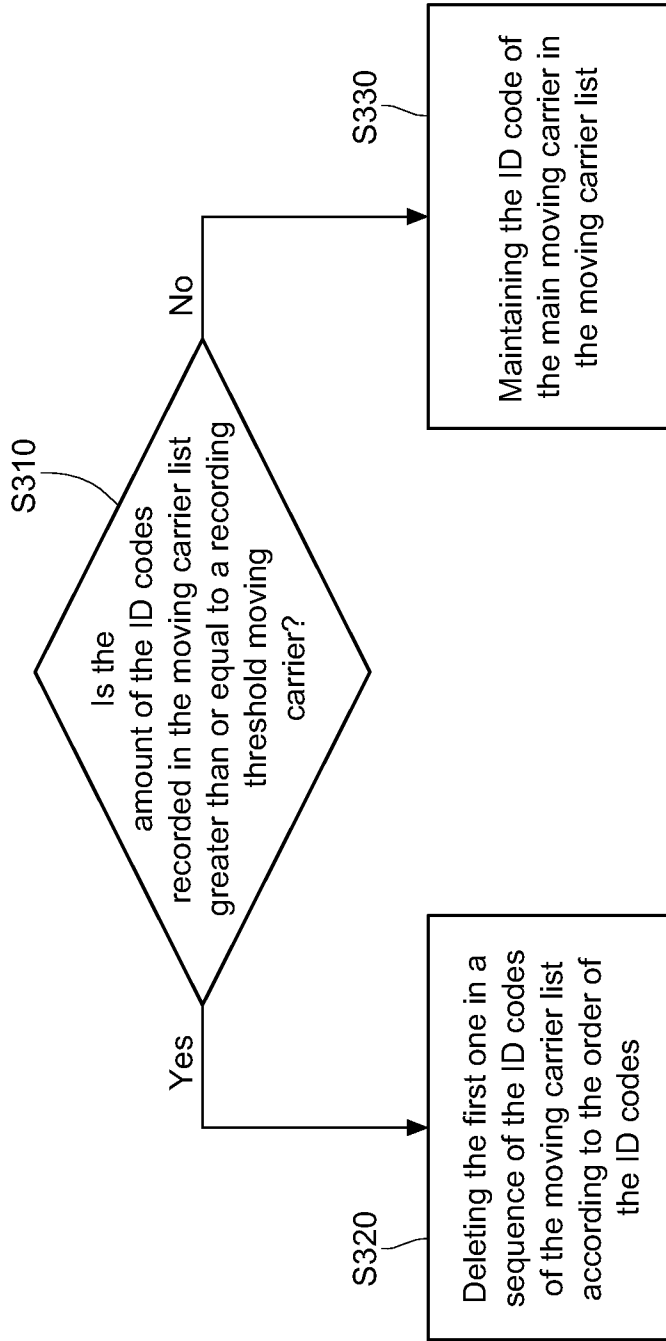 S310
Is the
amount of the ID codes
recorded in the moving carrier list
greater than or equal to a recording
threshold moving
carrier?
Yes
No
S320
Deleting the first one in a
sequence of the ID codes
of the moving carrier list
according to the order of
the ID codes
S330
Maintaining the ID code of
the main moving carrier in
the moving carrier list